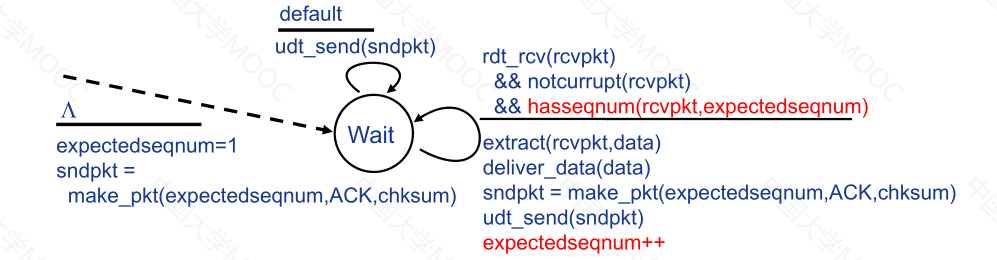 default
udt_send(sndpkt)
rdt_rcv(rcvpkt)
&& notcurrupt(rcvpkt)
&& hasseqnum(rcvpkt,expectedseqnum)
Λ
Wait
expectedseqnum=1
sndpkt =
make_pkt(expectedseqnum,ACK,chksum)
extract(rcvpkt,data)
deliver_data(data)
sndpkt = make_pkt(expectedseqnum,ACK,chksum)
udt_send(sndpkt)
expectedseqnum++